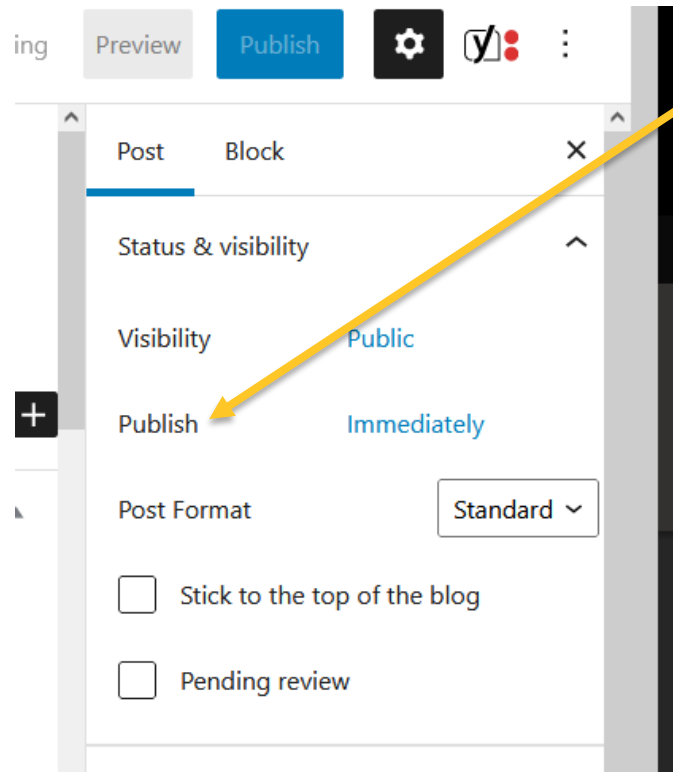 ing Preview Publish
Post Block
Status & visibility
Visibility Public
Publish Immediately
Post Format Standard
Stick to the top of the blog
Pending review